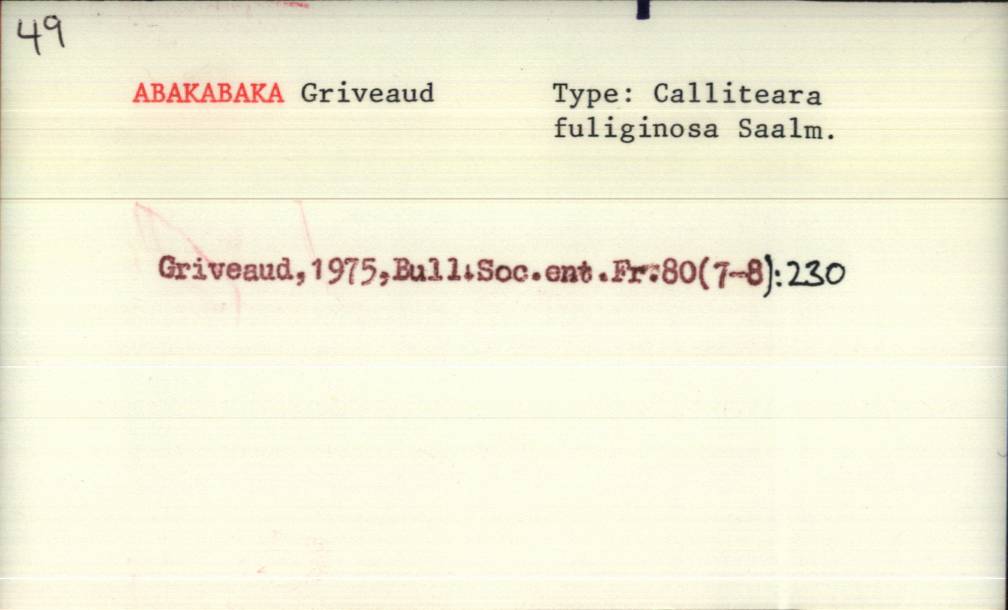 49
ABAKABAKA Griveaud Type: Calliteara
fuliginosa Saalm.
Griveaud,1975,Bull.Soc.ent.Fr.80(7-8):230